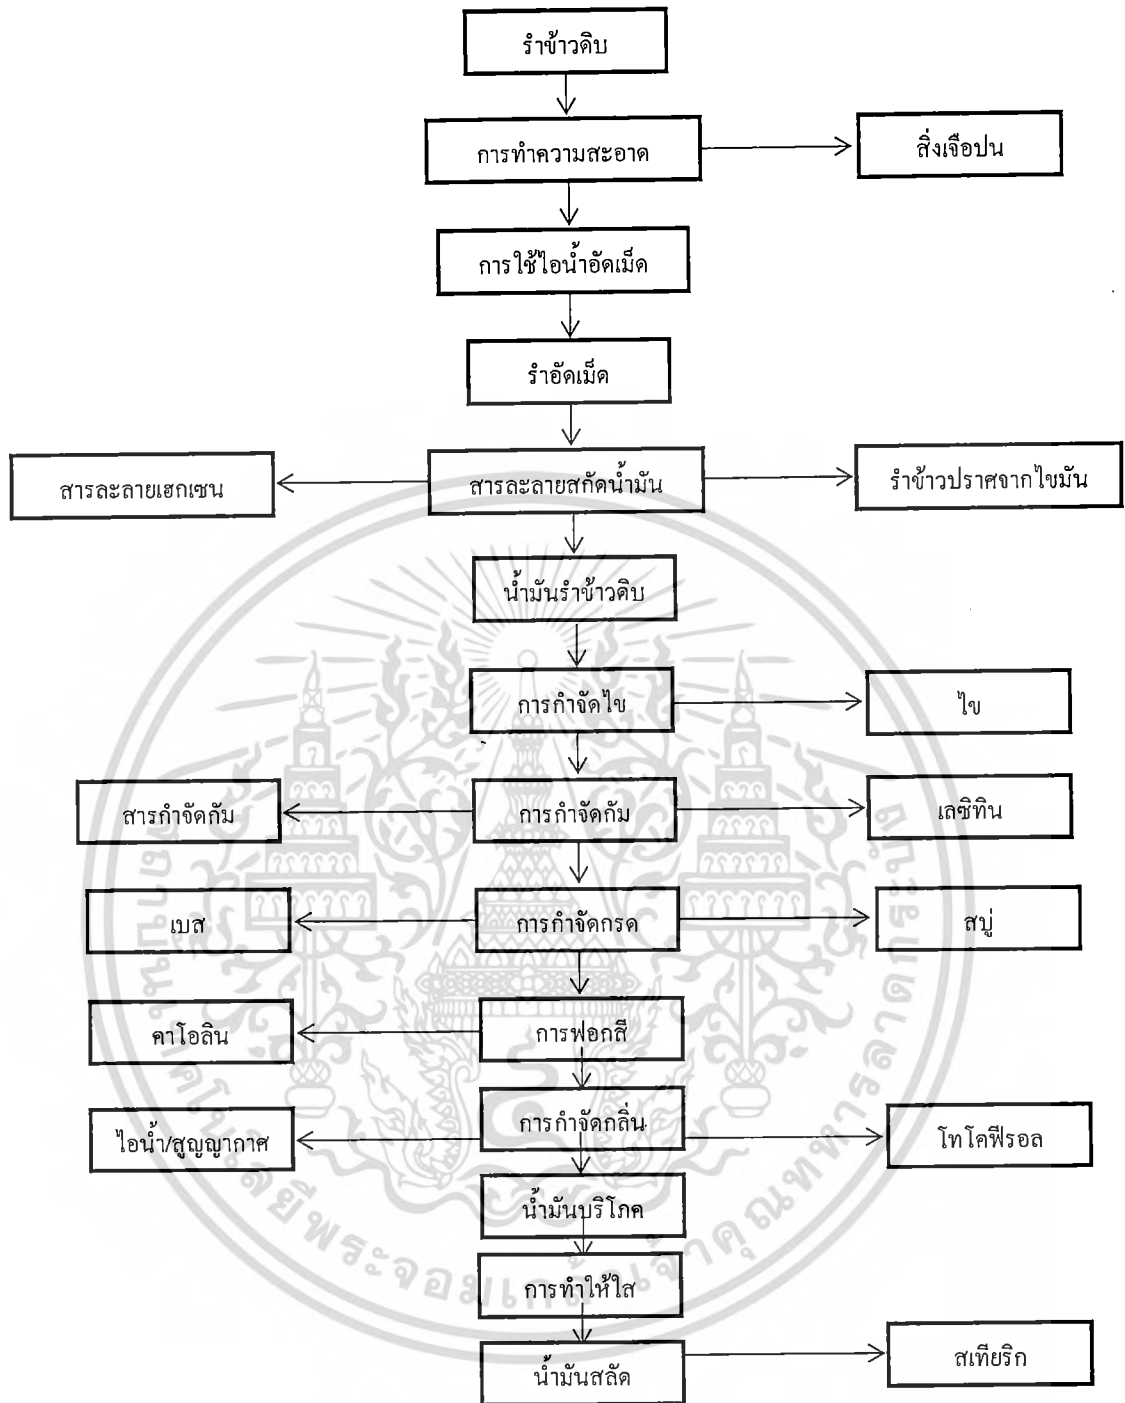 รำข้าวดิบ
การทำความสะอาด
สิ่งเจือปน
การใช้ไอน้ำอัดเม็ด
รำอัดเม็ด
สารละลายเฮกเซน
สารละลายสกัดน้ำมัน
รำข้าวปราศจากไขมัน
น้ำมันรำข้าวดิบ
การกำจัดไข
ไข
สารกำจัดกัม
การกำจัดกัม
เลซิทิน
เบส
การกำจัดกรด
สบู่
คาโอลิน
การฟอกสี
ไอน้ำ/สูญญากาศ
การกำจัดกลิ่น
โทโคฟีรอล
น้ำมันบริโภค
การทำให้ใส
น้ำมันสลัด
สเทียริก